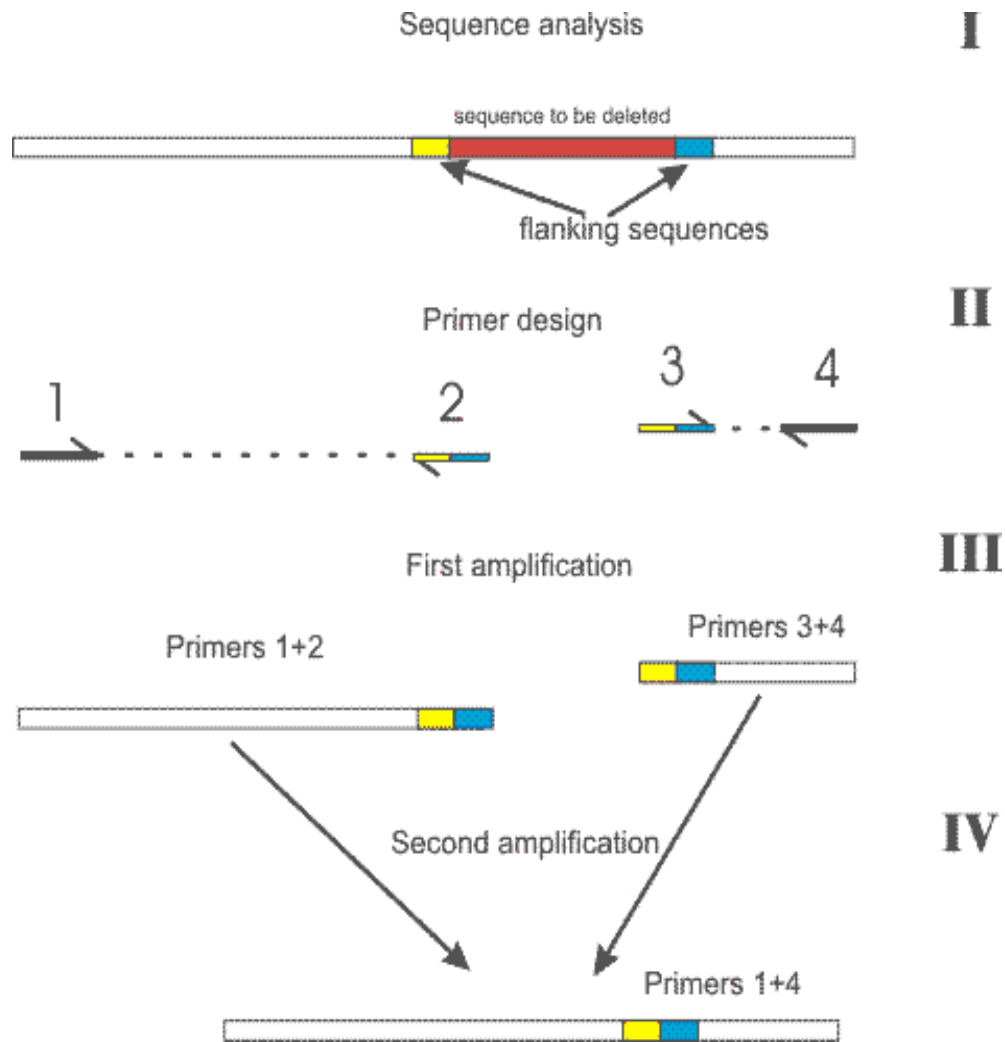 Sequence analysis
I
sequence to be deleted
flanking sequences
II
Primer design
1
2
3
4
III
First amplification
Primers 1+2
Primers 3+4
IV
Second amplification
Primers 1+4